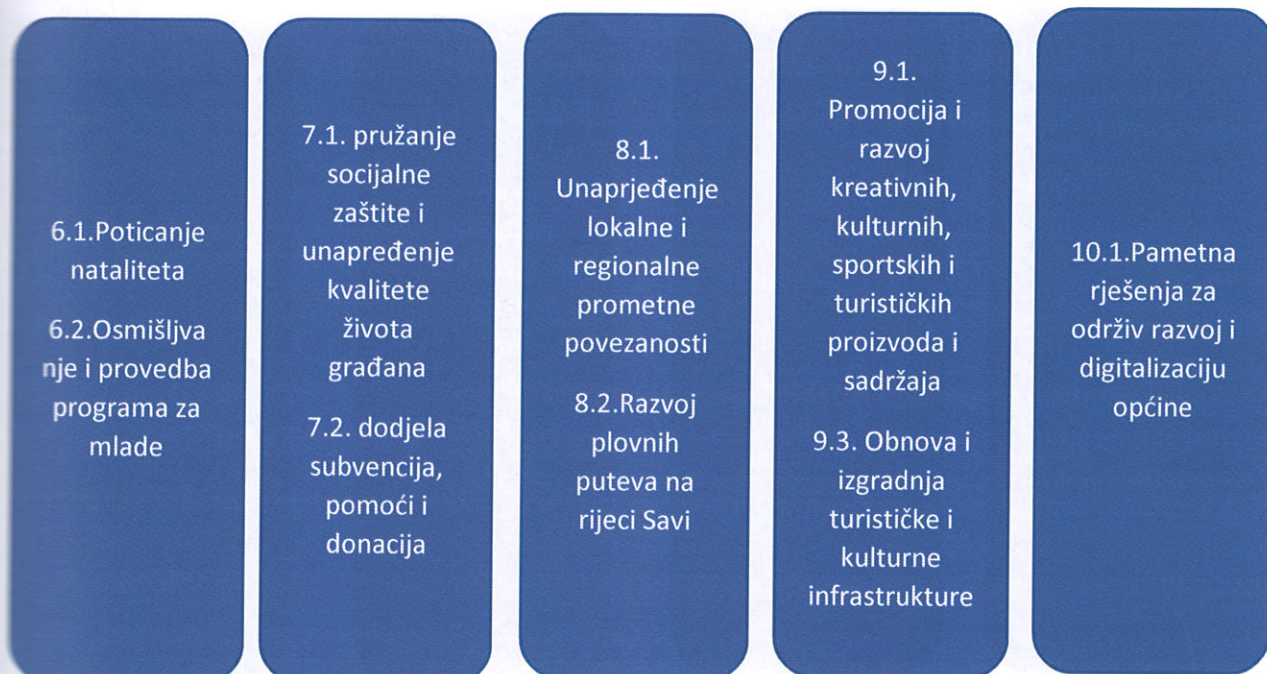 6.1.Poticanje
nataliteta
6.2.Osmišljva
nje i provedba
programa za
mlade
7.1. pružanje
socijalne
zaštite i
unapređenje
kvalitete
života
građana
7.2. dodjela
subvencija,
pomoći i
donacija
8.1.
Unaprjeđenje
lokalne i
regionalne
prometne
povezanosti
8.2.Razvoj
plovnih
puteva na
rijeci Savi
9.1.
Promocija i
razvoj
kreativnih,
kulturnih,
sportskih i
turističkih
proizvoda i
sadržaja
9.3. Obnova i
izgradnja
turističke i
kulturne
infrastrukture
10.1.Pametna
rješenja za
održiv razvoj i
digitalizaciju
općine